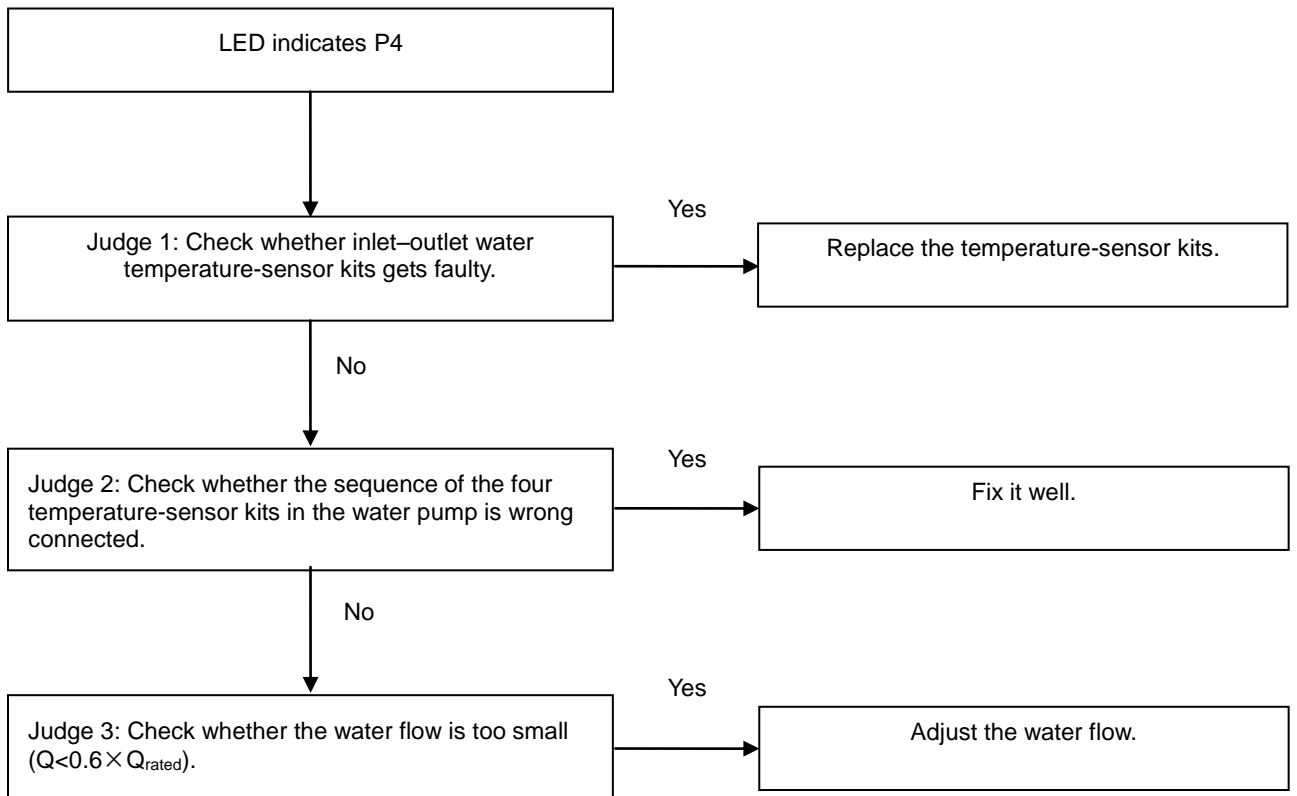 LED indicates P4
Yes
Judge 1: Check whether inlet–outlet water
temperature-sensor kits gets faulty.
Replace the temperature-sensor kits.
No
Yes
Judge 2: Check whether the sequence of the four
temperature-sensor kits in the water pump is wrong
connected.
Fix it well.
No
Yes
Judge 3: Check whether the water flow is too small
(Q<0.6×Qrated).
Adjust the water flow.